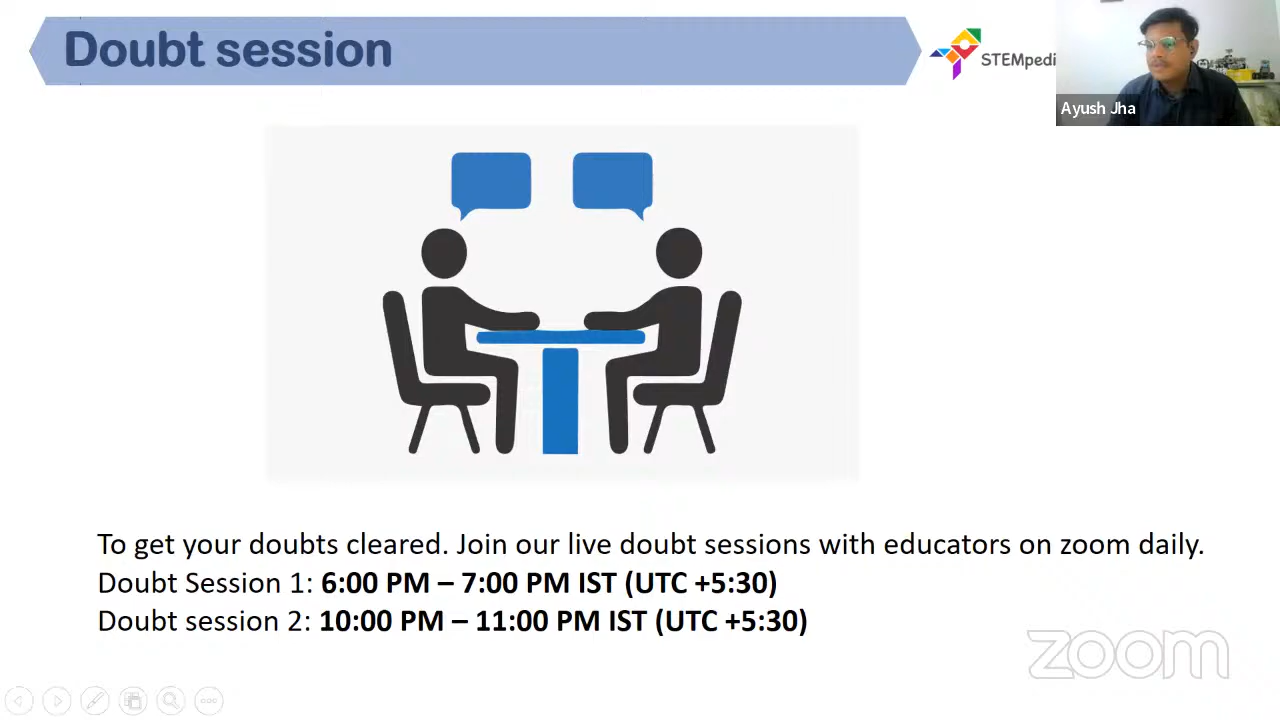 Doubt session
STEMpedi
Ayush Jha
To get your doubts cleared. Join our live doubt sessions with educators on zoom daily.
Doubt Session 1: 6:00 PM – 7:00 PM IST (UTC +5:30)
Doubt session 2: 10:00 PM – 11:00 PM IST (UTC +5:30)
zoom